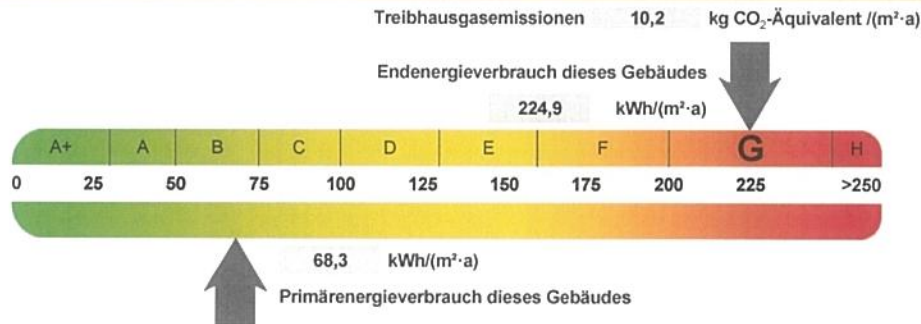 Treibhausgasemissionen 10,2 kg CO₂-Äquivalent /(m²·a)
Endenergieverbrauch dieses Gebäudes
224,9 kWh/(m²·a)
A+ A B C D E F G H
0 25 50 75 100 125 150 175 200 225 >250
68,3 kWh/(m²·a)
Primärenergieverbrauch dieses Gebäudes